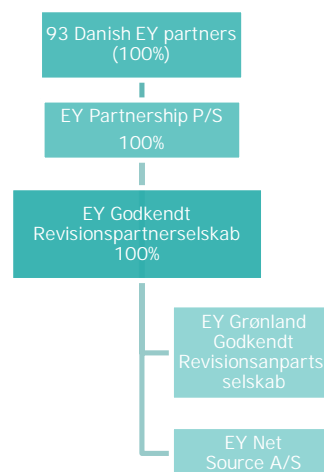 93 Danish EY partners
(100%)
EY Partnership P/S
100%
EY Godkendt
Revisionspartnerselskab
100%
EY Grønland
Godkendt
Revisionsanparts
selskab
EY Net
Source A/S